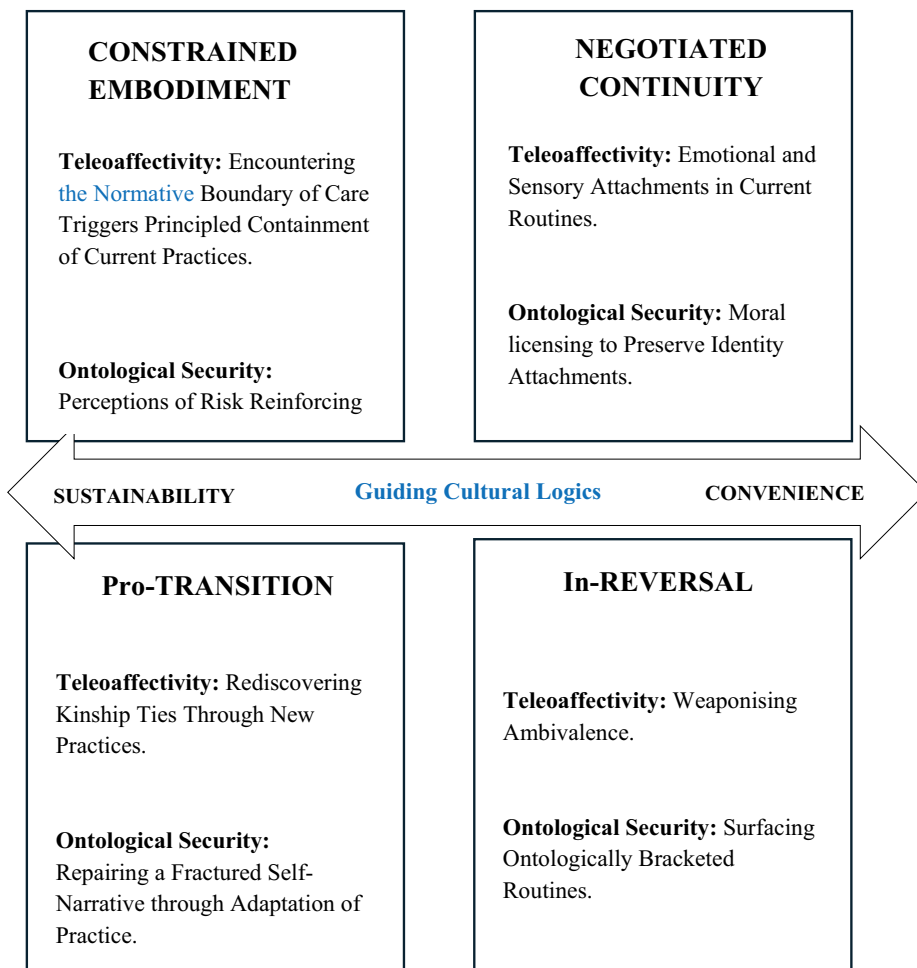 CONSTRAINED
EMBODIMENT
Teleoaffectivity: Encountering
the Normative Boundary of Care
Triggers Principled Containment
of Current Practices.
Ontological Security:
Perceptions of Risk Reinforcing
NEGOTIATED
CONTINUITY
Teleoaffectivity: Emotional and
Sensory Attachments in Current
Routines.
Ontological Security: Moral
licensing to Preserve Identity
Attachments.
SUSTAINABILITY
Guiding Cultural Logics
CONVENIENCE
Pro-TRANSITION
Teleoaffectivity: Rediscovering
Kinship Ties Through New
Practices.
Ontological Security:
Repairing a Fractured Self-
Narrative through Adaptation of
Practice.
In-REVERSAL
Teleoaffectivity: Weaponising
Ambivalence.
Ontological Security: Surfacing
Ontologically Bracketed
Routines.